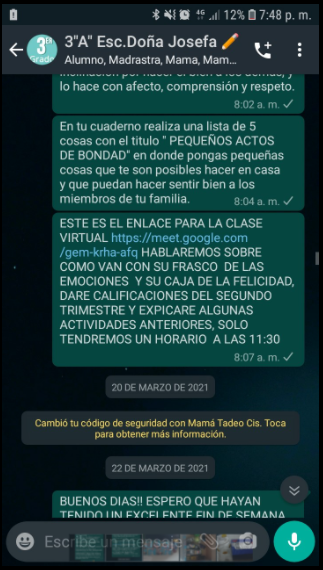 12% 7:48 p. m.
3"A" Esc.Doña Josefa
3ER Grado
Alumno, Madrastra, Mama, Mam...
lo hace con afecto, comprensión y respeto.
8:02 a. m.
En tu cuaderno realiza una lista de 5
cosas con el titulo " PEQUEÑOS ACTOS
DE BONDAD" en donde pongas pequeñas
cosas que te son posibles hacer en casa
y que puedan hacer sentir bien a los
miembros de tu familia.
8:04 a. m.
ESTE ES EL ENLACE PARA LA CLASE
VIRTUAL https://meet.google.com
/gem-krha-afq HABLAREMOS SOBRE
COMO VAN CON SU FRASCO DE LAS
EMOCIONES Y SU CAJA DE LA FELICIDAD,
DARE CALIFICACIONES DEL SEGUNDO
TRIMESTRE Y EXPICARE ALGUNAS
ACTIVIDADES ANTERIORES, SOLO
TENDREMOS UN HORARIO A LAS 11:30
8:07 a. m.
20 DE MARZO DE 2021
Cambió tu código de seguridad con Mamá Tadeo Cis. Toca
para obtener más información.
22 DE MARZO DE 2021
BUENOS DIAS!! ESPERO QUE HAYAN
TENIDO UN EXCELENTE FIN DE SEMANA
Escribe un mensaje